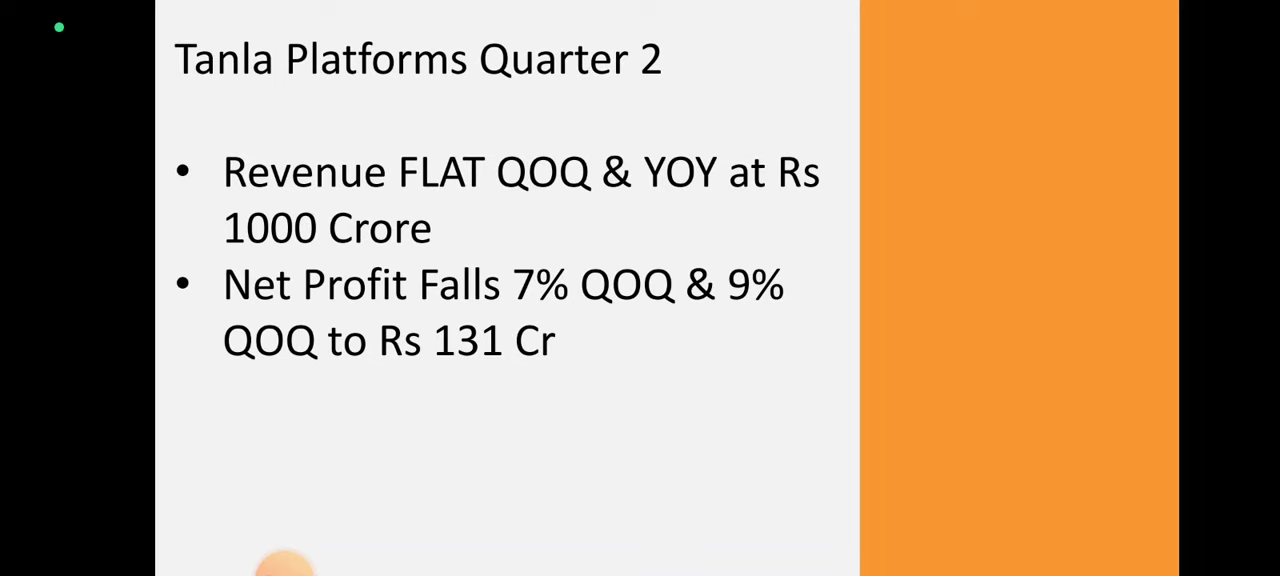 Tanla Platforms Quarter 2
• Revenue FLAT QOQ & YOY at Rs
1000 Crore
• Net Profit Falls 7% QOQ & 9%
QOQ to Rs 131 Cr